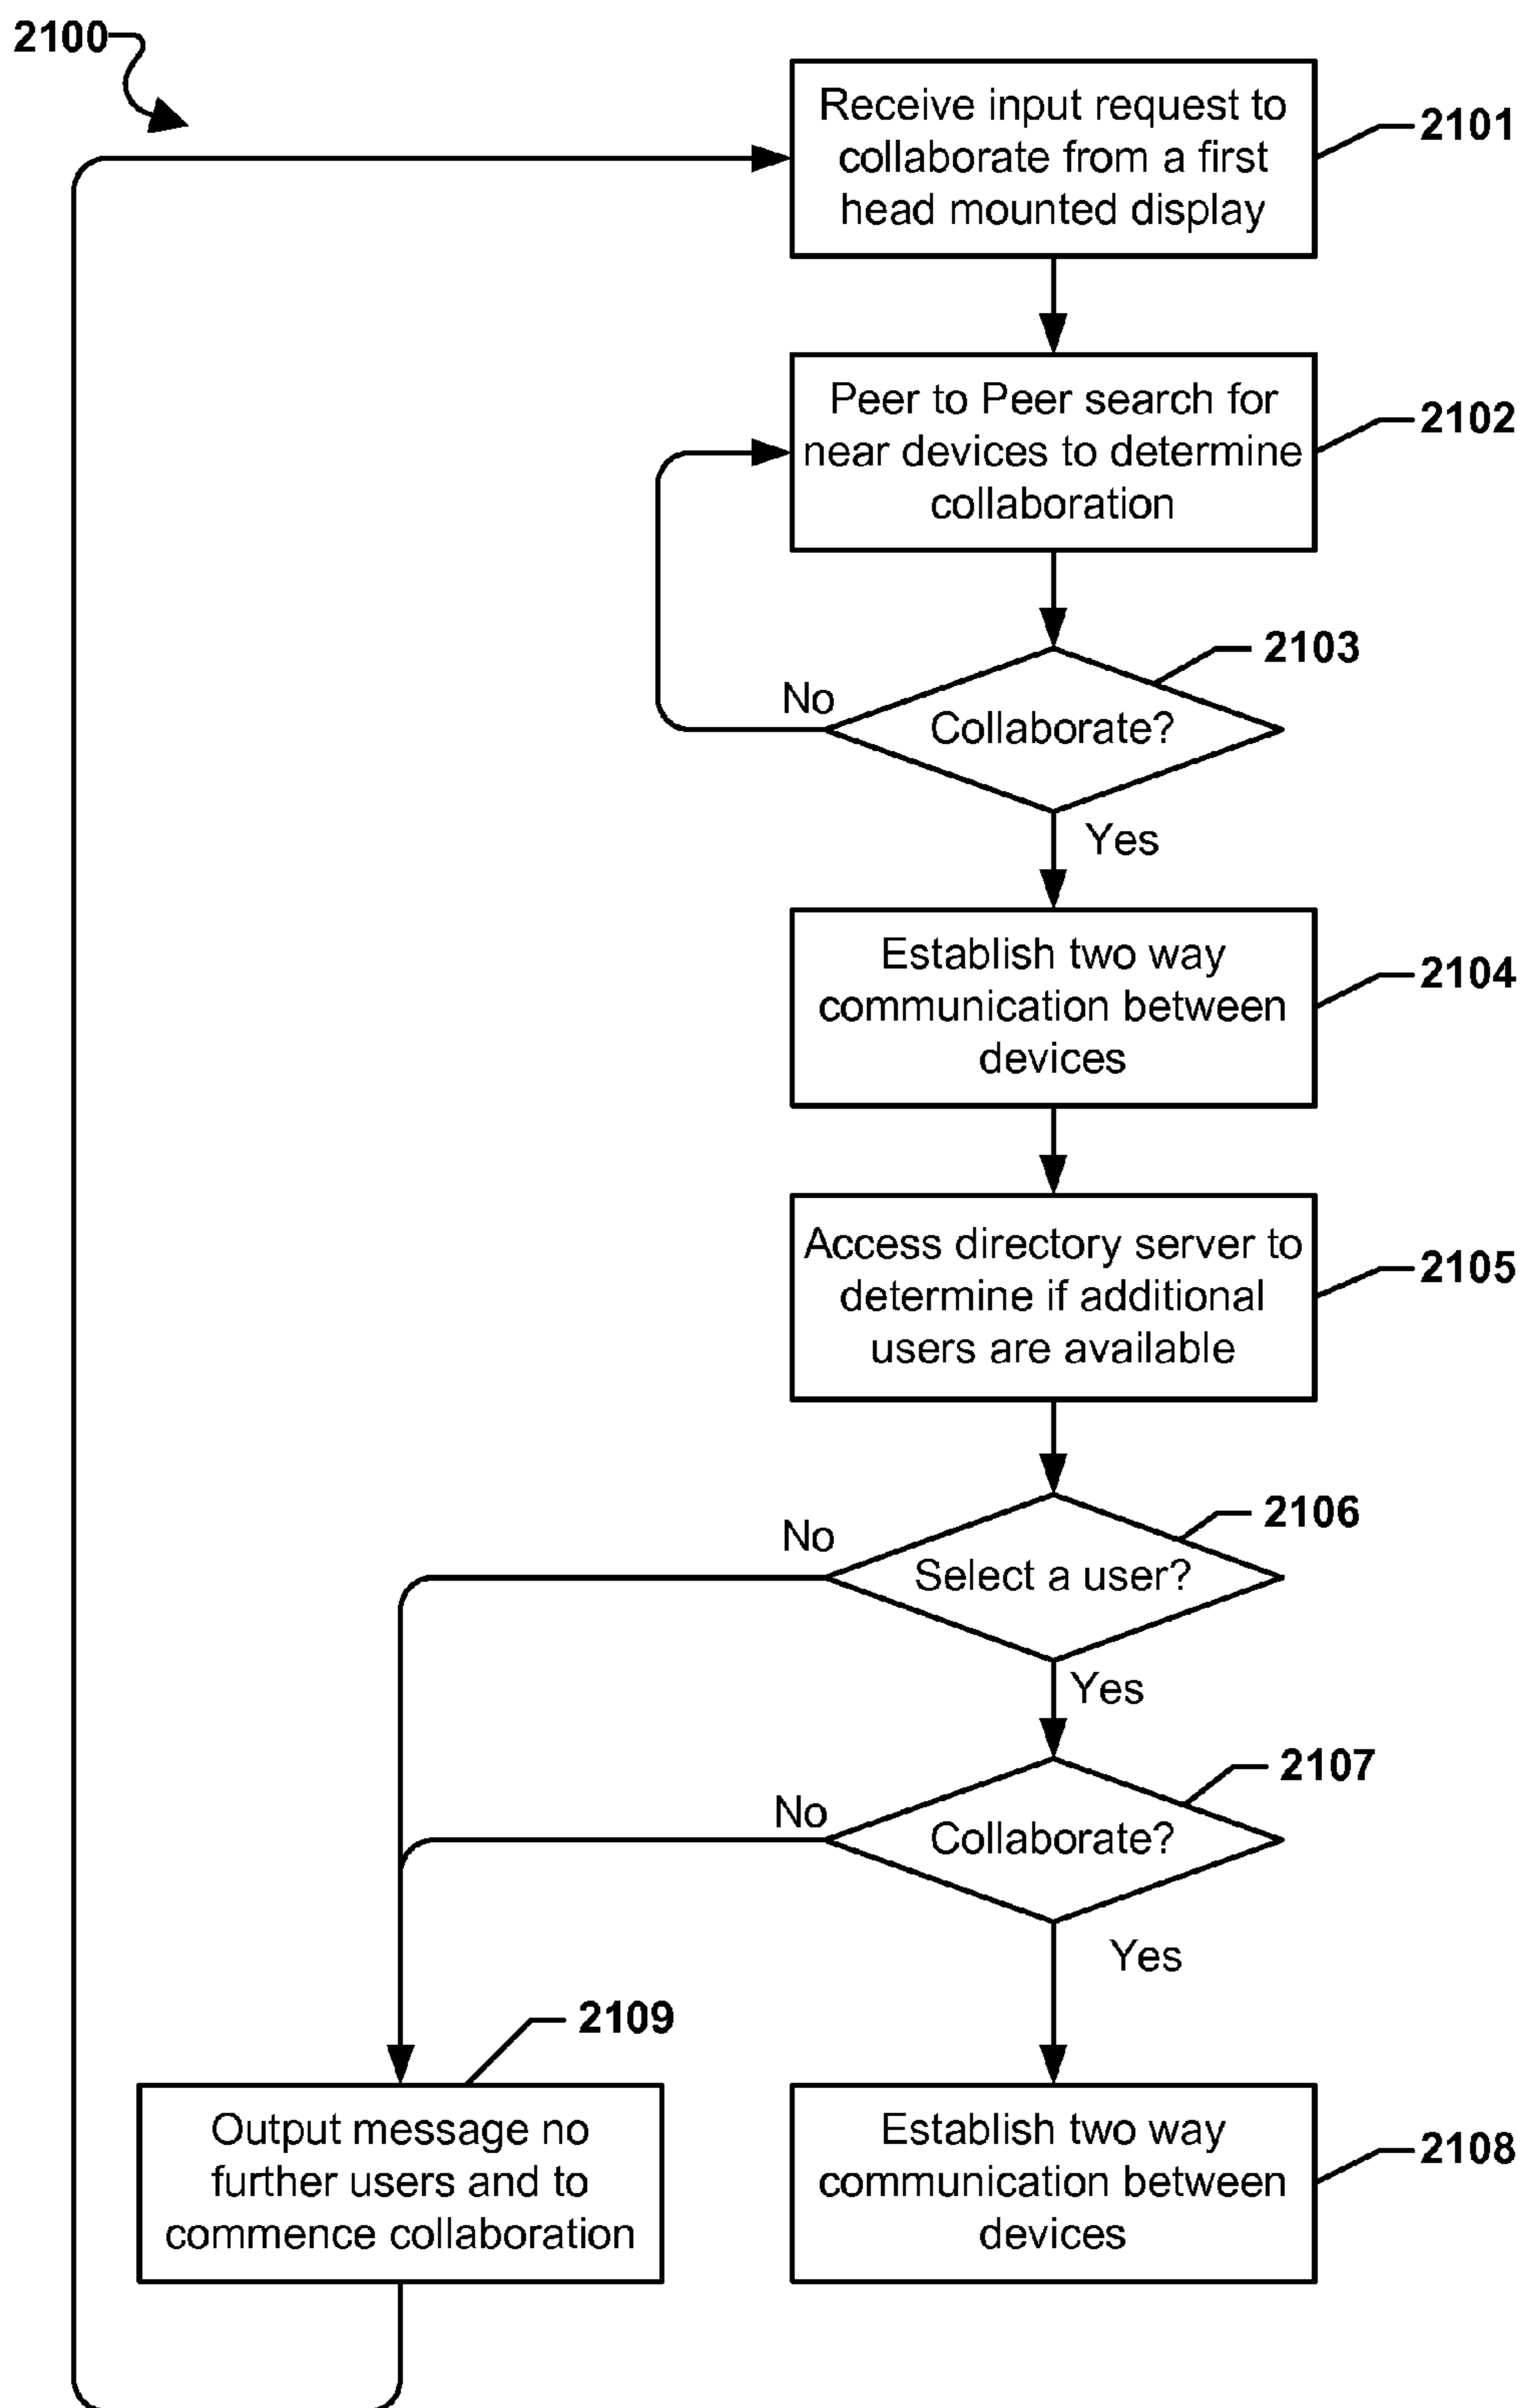 2100
Receive input request to
collaborate from a first
head mounted display
2101
Peer to Peer search for
near devices to determine
collaboration
2102
2103
No
Collaborate?
Yes
Establish two way
communication between
devices
2104
Access directory server to
determine if additional
users are available
2105
2106
No
Select a user?
Yes
2107
No
Collaborate?
Yes
2109
Output message no
further users and to
commence collaboration
Establish two way
communication between
devices
2108